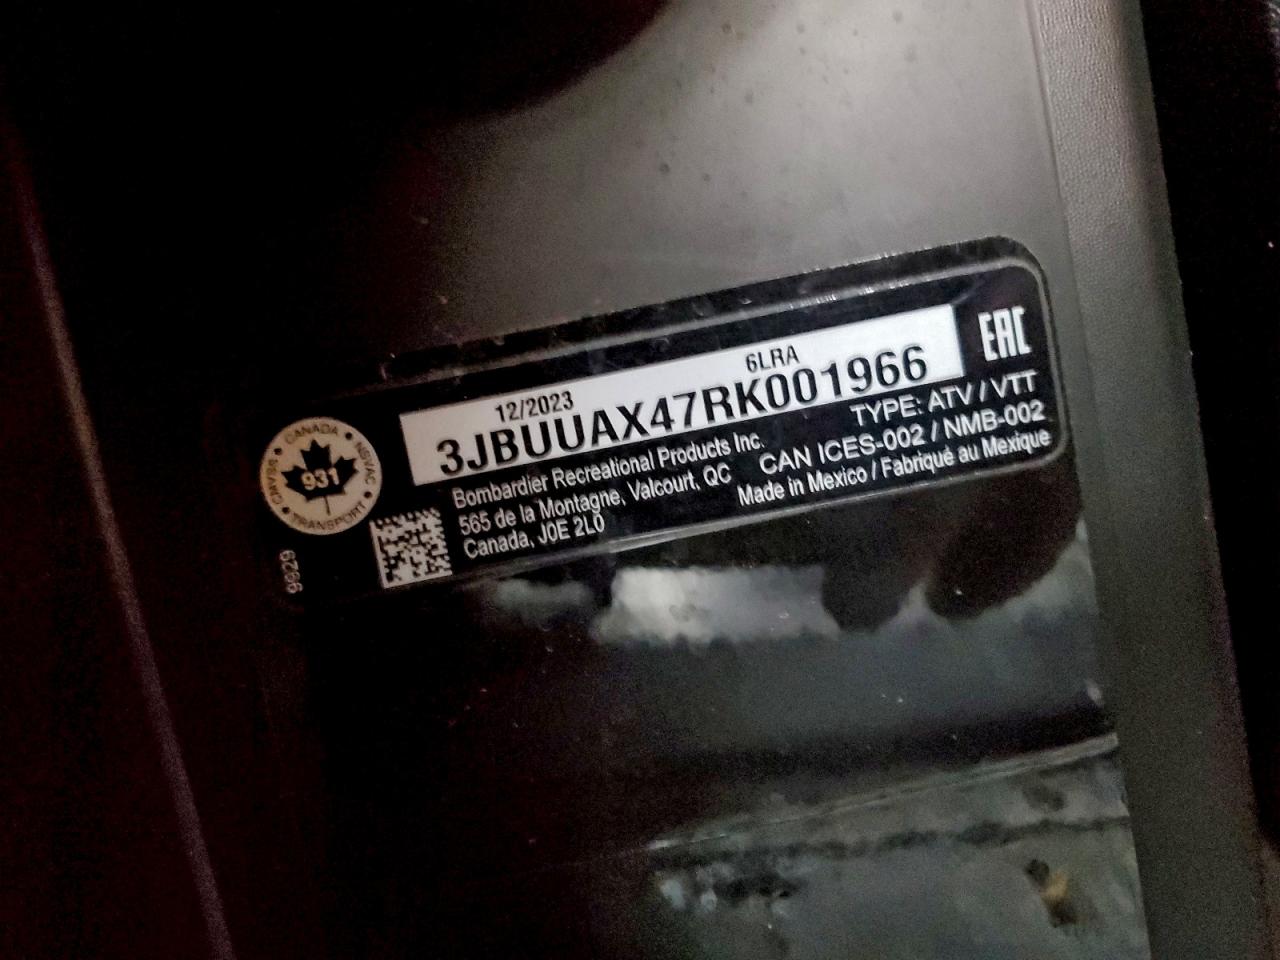 12/2023 6LRA
3JBUUAX47RK001966
EAC
TYPE: ATV / VTT
Bombardier Recreational Products Inc.
CAN ICES-002 / NMB-002
565 de la Montagne, Valcourt, QC
Made in Mexico / Fabriqué au Mexique
Canada, J0E 2L0
CANADA • NSVAC • TRANSPORT • CMVSS •
931
9929